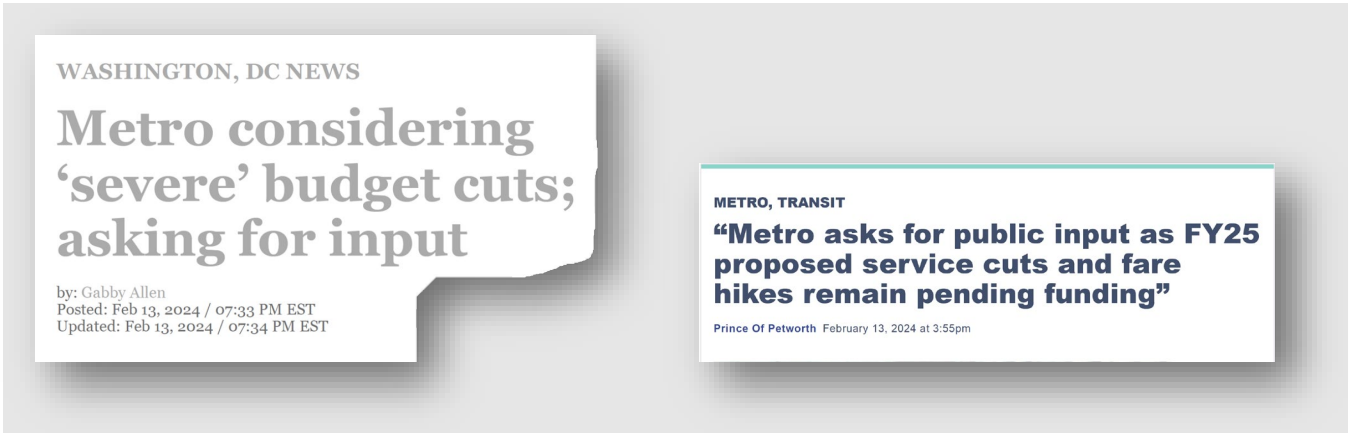 WASHINGTON, DC NEWS
Metro considering
‘severe’ budget cuts;
asking for input
by: Gabby Allen
Posted: Feb 13, 2024 / 07:33 PM EST
Updated: Feb 13, 2024 / 07:34 PM EST
METRO, TRANSIT
“Metro asks for public input as FY25
proposed service cuts and fare
hikes remain pending funding”
Prince Of Petworth February 13, 2024 at 3:55pm